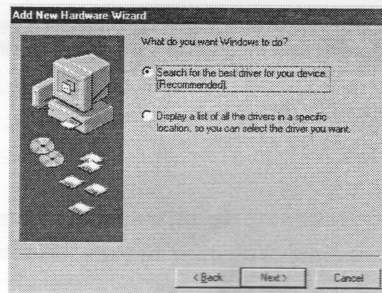 Add New Hardware Wizard
What do you want Windows to do?
Search for the best driver for your device.
(Recommended).
Display a list of all the drivers in a specific
location, so you can select the driver you want.
< Back
Next >
Cancel